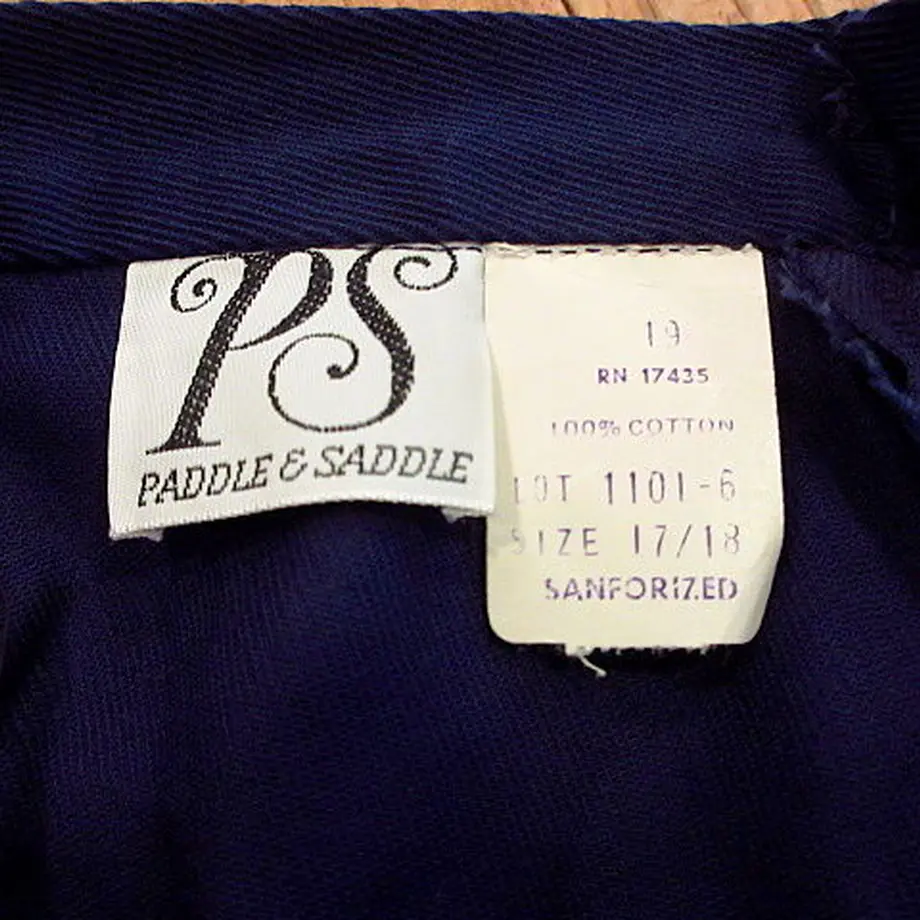 PS
PADDLE & SADDLE
19
RN 17435
100% COTTON
LOT 1101-6
SIZE 17/18
SANFORIZED